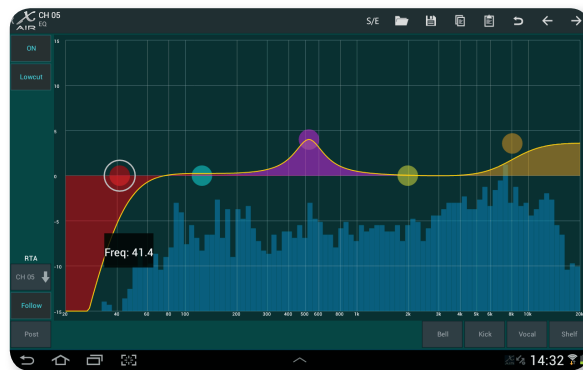 X AIR CH 05
EQ
S/E
ON
Lowcut
RTA
CH 05
Follow
Post
15
10
5
0
-5
-10
-15
Freq: 41.4
20 40 60 80 100 200 300 400 500 600 800 1k 2k 3k 4k 5k 6k 8k 10k 20k
Bell Kick Vocal Shelf
14:32